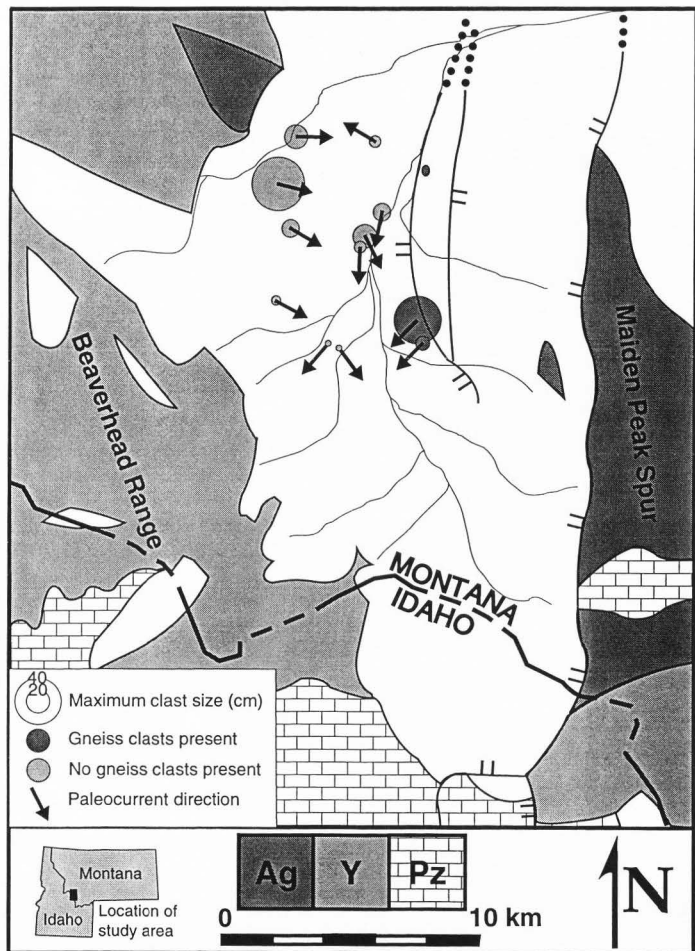 Beaverhead Range
Maiden Peak Spur
MONTANA
IDAHO
40
20
Maximum clast size (cm)
Gneiss clasts present
No gneiss clasts present
Paleocurrent direction
Montana
Idaho
Location of
study area
Ag Y Pz
0 10 km
N